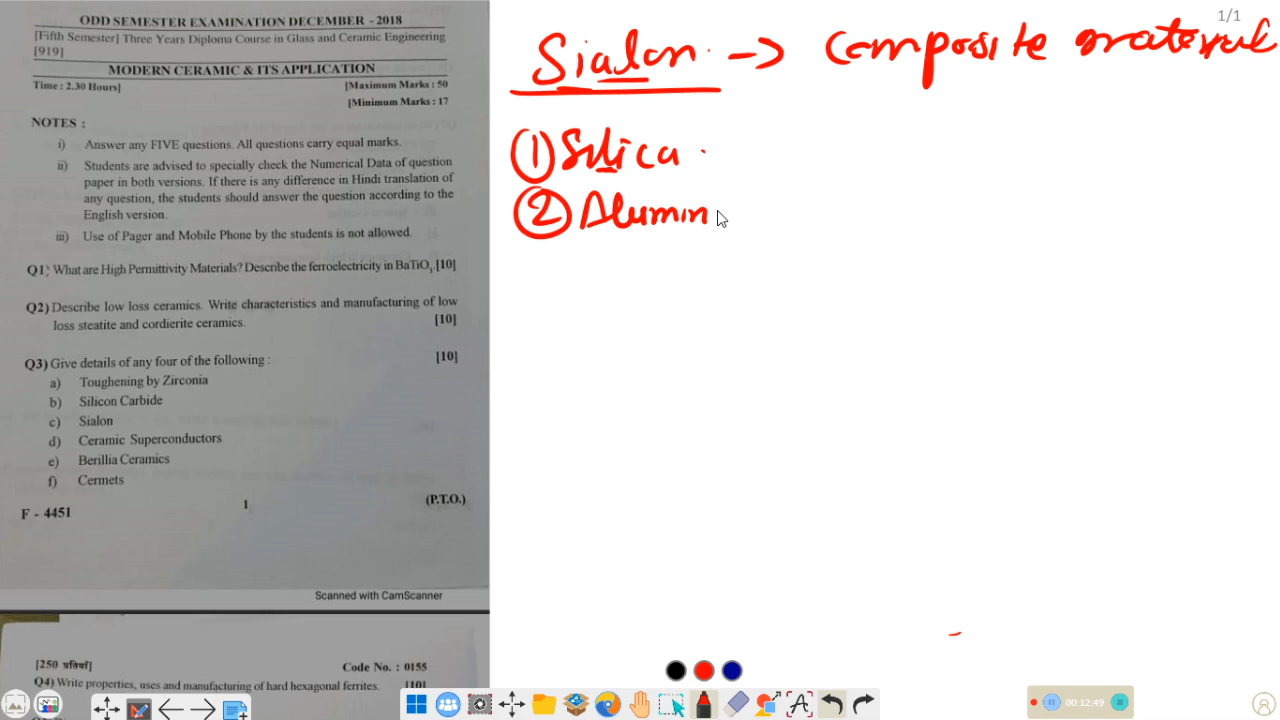 ODD SEMESTER EXAMINATION DECEMBER - 2018
[Fifth Semester] Three Years Diploma Course in Glass and Ceramic Engineering
[919]
MODERN CERAMIC & ITS APPLICATION
Time : 2.30 Hours]
[Maximum Marks : 50
[Minimum Marks : 17
NOTES :
i) Answer any FIVE questions. All questions carry equal marks.
ii) Students are advised to specially check the Numerical Data of question
paper in both versions. If there is any difference in Hindi translation of
any question, the students should answer the question according to the
English version.
iii) Use of Pager and Mobile Phone by the students is not allowed.
Q1) What are High Permittivity Materials? Describe the ferroelectricity in BaTiO3.[10]
Q2) Describe low loss ceramics. Write characteristics and manufacturing of low
loss steatite and cordierite ceramics. [10]
Q3) Give details of any four of the following : [10]
a) Toughening by Zirconia
b) Silicon Carbide
c) Sialon
d) Ceramic Superconductors
e) Berillia Ceramics
f) Cermets
F - 4451
1
(P.T.O.)
Scanned with CamScanner
[250 प्रतियाँ]
Code No. : 0155
Q4) Write properties, uses and manufacturing of hard hexagonal ferrites. [10]
1/1
Sialon → Composite material
① Silica
② Alumin
00:12:49